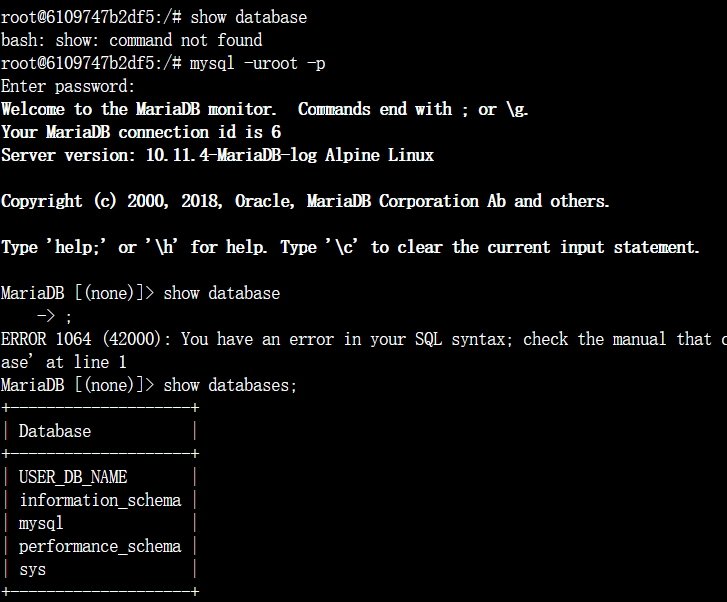 root@6109747b2df5:/# show database
bash: show: command not found
root@6109747b2df5:/# mysql -uroot -p
Enter password:
Welcome to the MariaDB monitor.  Commands end with ; or \g.
Your MariaDB connection id is 6
Server version: 10.11.4-MariaDB-log Alpine Linux
Copyright (c) 2000, 2018, Oracle, MariaDB Corporation Ab and others.
Type 'help;' or '\h' for help. Type '\c' to clear the current input statement.
MariaDB [(none)]> show database
    -> ;
ERROR 1064 (42000): You have an error in your SQL syntax; check the manual that
ase' at line 1
MariaDB [(none)]> show databases;
+--------------------+
| Database           |
+--------------------+
| USER_DB_NAME       |
| information_schema |
| mysql              |
| performance_schema |
| sys                |
+--------------------+